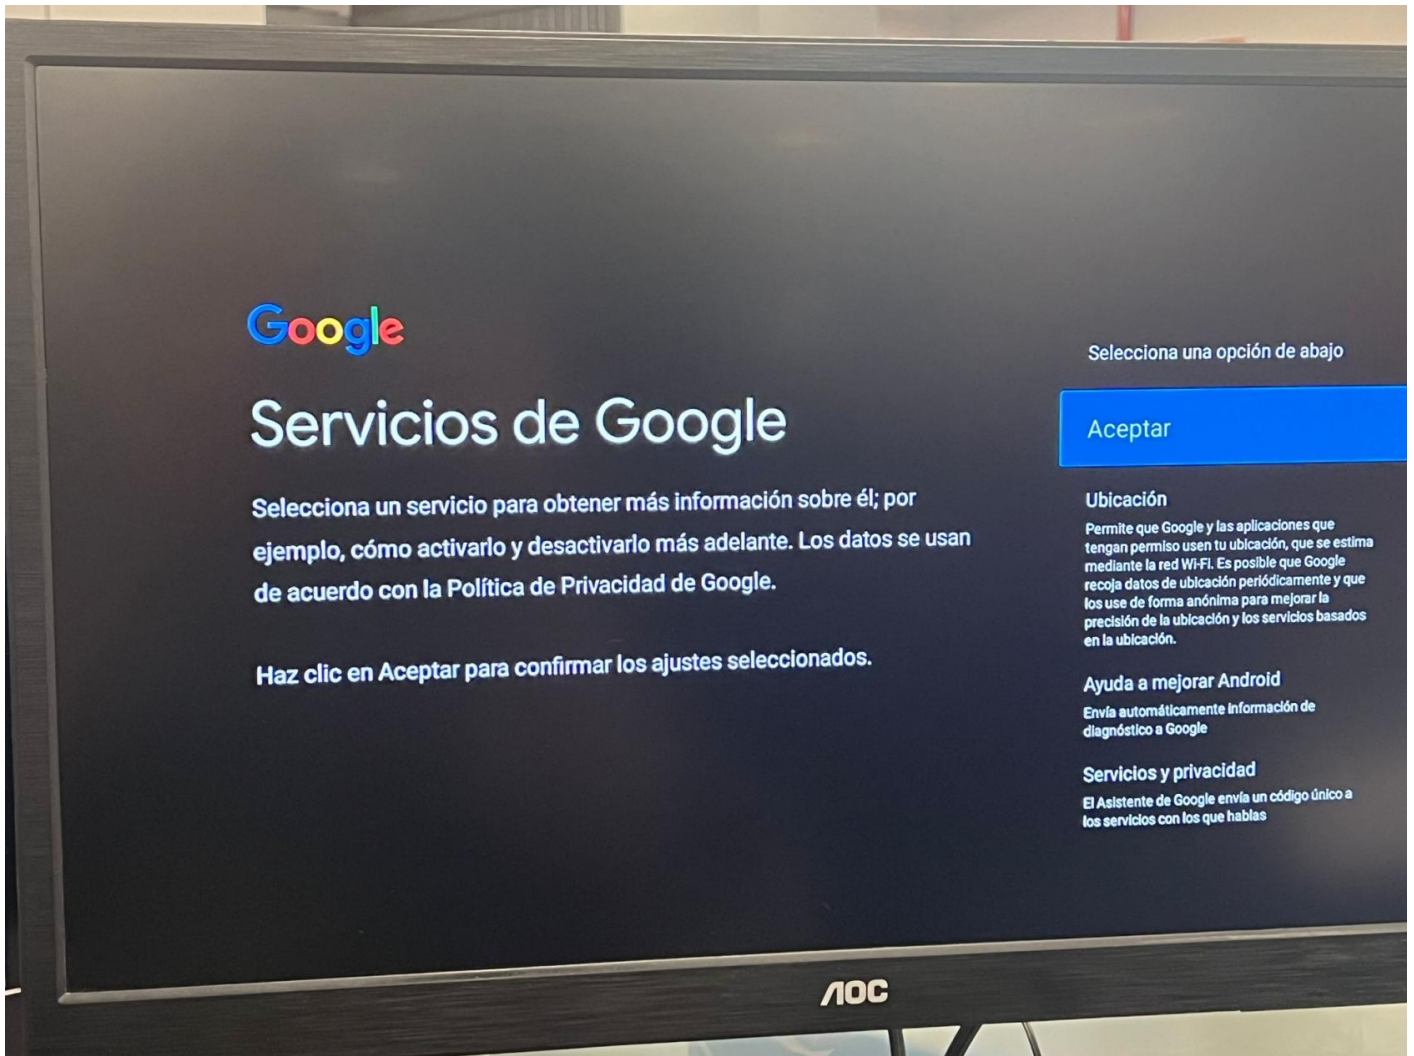 Google
Servicios de Google
Selecciona un servicio para obtener más información sobre él; por
ejemplo, cómo activarlo y desactivarlo más adelante. Los datos se usan
de acuerdo con la Política de Privacidad de Google.
Haz clic en Aceptar para confirmar los ajustes seleccionados.
Selecciona una opción de abajo
Aceptar
Ubicación
Permite que Google y las aplicaciones que
tengan permiso usen tu ubicación, que se estima
mediante la red Wi-Fi. Es posible que Google
recoja datos de ubicación periódicamente y que
los use de forma anónima para mejorar la
precisión de la ubicación y los servicios basados
en la ubicación.
Ayuda a mejorar Android
Envía automáticamente información de
diagnóstico a Google
Servicios y privacidad
El Asistente de Google envía un código único a
los servicios con los que hablas
AOC